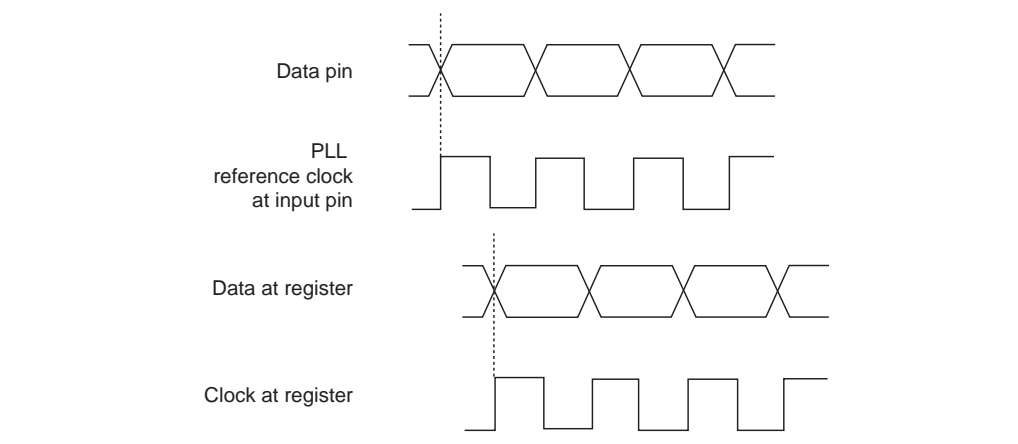 Data pin
PLL
reference clock
at input pin
Data at register
Clock at register